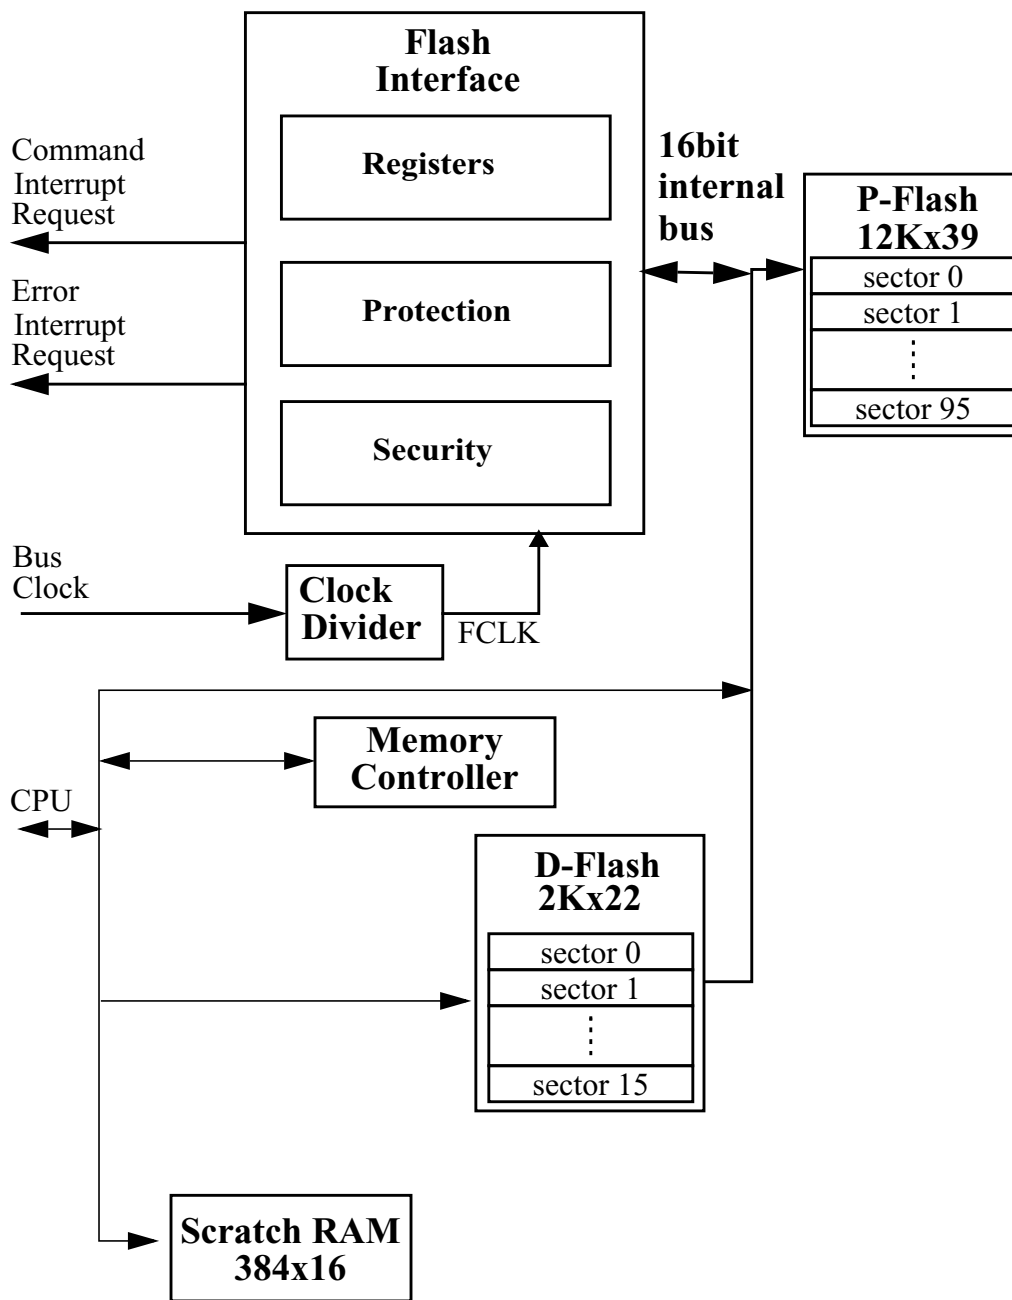 Flash
Interface
Registers
Protection
Security
Command
Interrupt
Request
Error
Interrupt
Request
16bit
internal
bus
P-Flash
12Kx39
sector 0
sector 1
sector 95
Bus
Clock
Clock
Divider
FCLK
Memory
Controller
CPU
D-Flash
2Kx22
sector 0
sector 1
sector 15
Scratch RAM
384x16